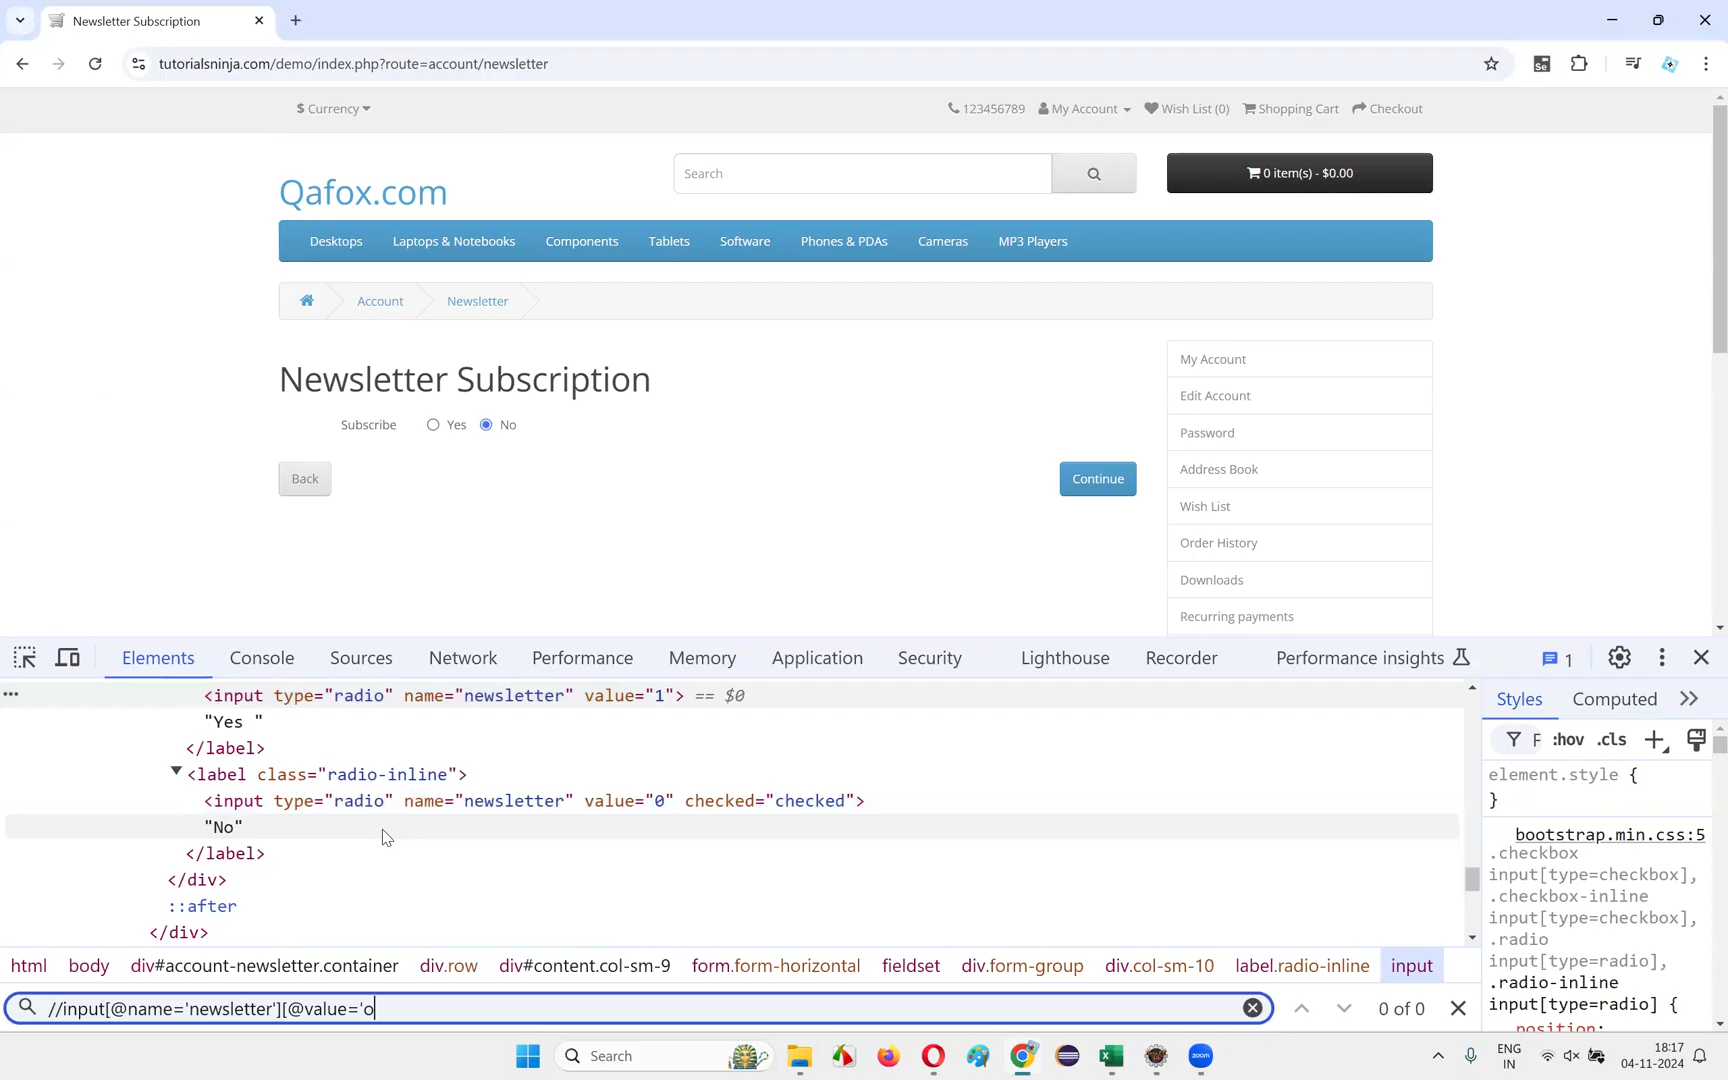 Newsletter Subscription
tutorialsninja.com/demo/index.php?route=account/newsletter
$ Currency
123456789 My Account Wish List (0) Shopping Cart Checkout
Qafox.com
Search
0 item(s) - $0.00
Desktops Laptops & Notebooks Components Tablets Software Phones & PDAs Cameras MP3 Players
Account Newsletter
Newsletter Subscription
Subscribe Yes No
Back
Continue
My Account
Edit Account
Password
Address Book
Wish List
Order History
Downloads
Recurring payments
Elements Console Sources Network Performance Memory Application Security Lighthouse Recorder Performance insights 1
... <input type="radio" name="newsletter" value="1"> == $0
"Yes "
</label>
<label class="radio-inline">
<input type="radio" name="newsletter" value="0" checked="checked">
"No"
</label>
</div>
::after
</div>
Styles Computed
F :hov .cls
element.style {
}
bootstrap.min.css:5
.checkbox
input[type=checkbox],
.checkbox-inline
input[type=checkbox],
.radio
input[type=radio],
.radio-inline
input[type=radio] {
position:
html body div#account-newsletter.container div.row div#content.col-sm-9 form.form-horizontal fieldset div.form-group div.col-sm-10 label.radio-inline input
//input[@name='newsletter'][@value='o
0 of 0
Search
Se
zoom
ENG
IN
18:17
04-11-2024